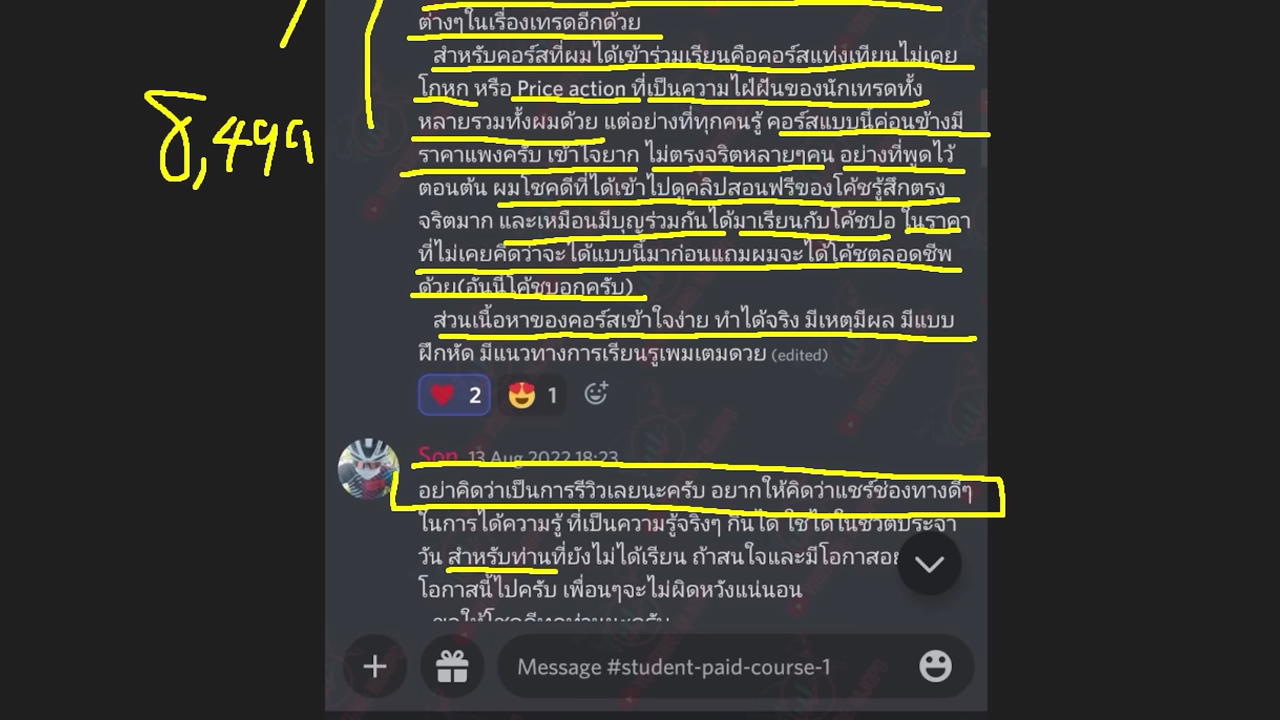 ต่างๆในเรื่องเทรดอีกด้วย
สำหรับคอร์สที่ผมได้เข้าร่วมเรียนคือคอร์สแท่งเทียนไม่เคย
โกหก หรือ Price action ที่เป็นความไฝ่ฝันของนักเทรดทั้ง
หลายรวมทั้งผมด้วย แต่อย่างที่ทุกคนรู้ คอร์สแบบนี้ค่อนข้างมี
ราคาแพงครับ เข้าใจยาก ไม่ตรงจริตหลายๆคน อย่างที่พูดไว้
ตอนต้น ผมโชคดีที่ได้เข้าไปดูคลิปสอนฟรีของโค้ชรู้สึกตรง
จริตมาก และเหมือนมีบุญร่วมกันได้มาเรียนกับโค้ชปอ ในราคา
ที่ไม่เคยคิดว่าจะได้แบบนี้มาก่อนแถมผมจะได้โค้ชตลอดชีพ
ด้วย(อันนี้โค้ชบอกครับ)
ส่วนเนื้อหาของคอร์สเข้าใจง่าย ทำได้จริง มีเหตุมีผล มีแบบ
ฝึกหัด มีแนวทางการเรียนรู้เพิ่มเติมด้วย (edited)
2 1
Son 13 Aug 2022 18:23
อย่าคิดว่าเป็นการรีวิวเลยนะครับ อยากให้คิดว่าแชร์ช่องทางดีๆ
ในการได้ความรู้ ที่เป็นความรู้จริงๆ กินได้ ใช้ได้ในชีวิตประจำ
วัน สำหรับท่านที่ยังไม่ได้เรียน ถ้าสนใจและมีโอกาส
โอกาสนี้ไปครับ เพื่อนๆจะไม่ผิดหวังแน่นอน
Message #student-paid-course-1